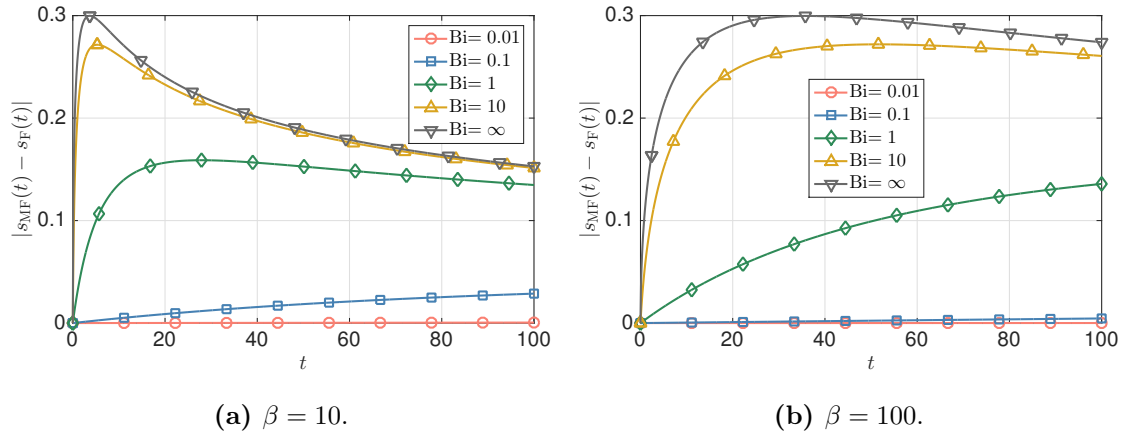 |s_MF(t) − s_F(t)|
0.3
0.2
0.1
0
0 20 40 60 80 100
t
Bi= 0.01
Bi= 0.1
Bi= 1
Bi= 10
Bi= ∞
(a) β = 10.
|s_MF(t) − s_F(t)|
0.3
0.2
0.1
0
0 20 40 60 80 100
t
Bi= 0.01
Bi= 0.1
Bi= 1
Bi= 10
Bi= ∞
(b) β = 100.